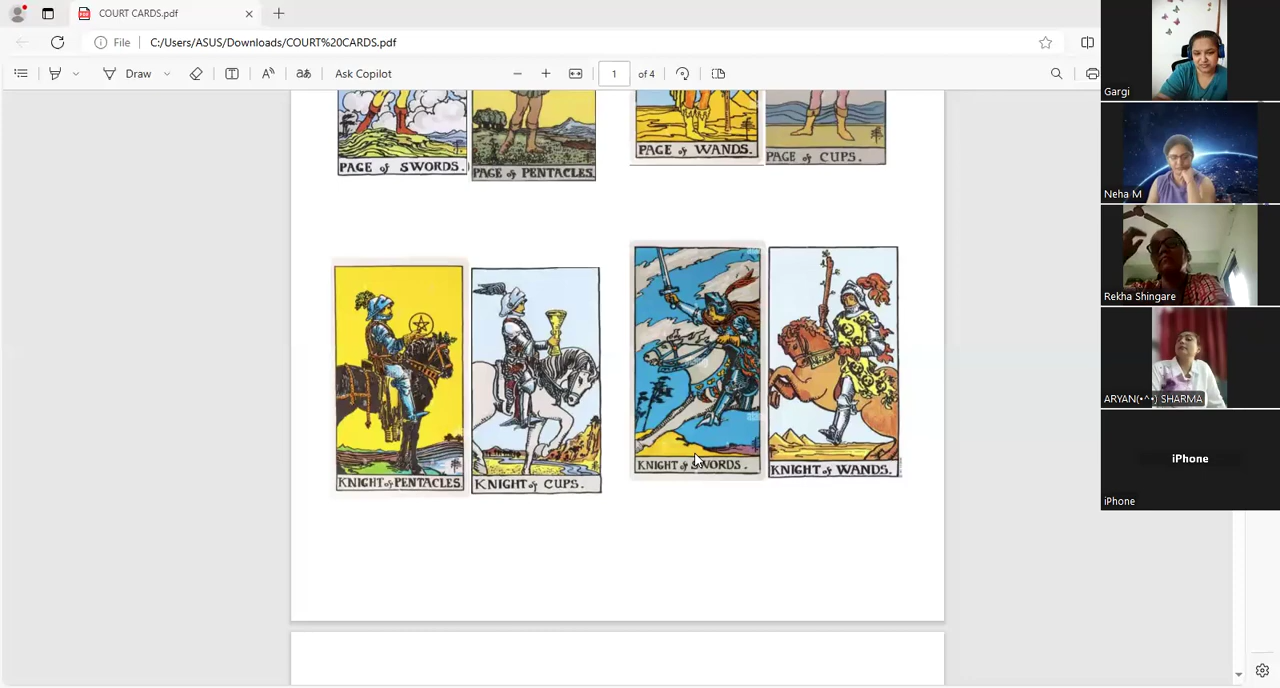 COURT CARDS.pdf
File
C:/Users/ASUS/Downloads/COURT%20CARDS.pdf
Draw
Ask Copilot
1
of 4
PAGE of SWORDS.
PAGE of PENTACLES.
PAGE of WANDS.
PAGE of CUPS.
KNIGHT of PENTACLES.
KNIGHT of CUPS.
KNIGHT of SWORDS.
KNIGHT of WANDS.
Gargi
Neha M
Rekha Shingare
ARYAN(•^•) SHARMA
iPhone
iPhone